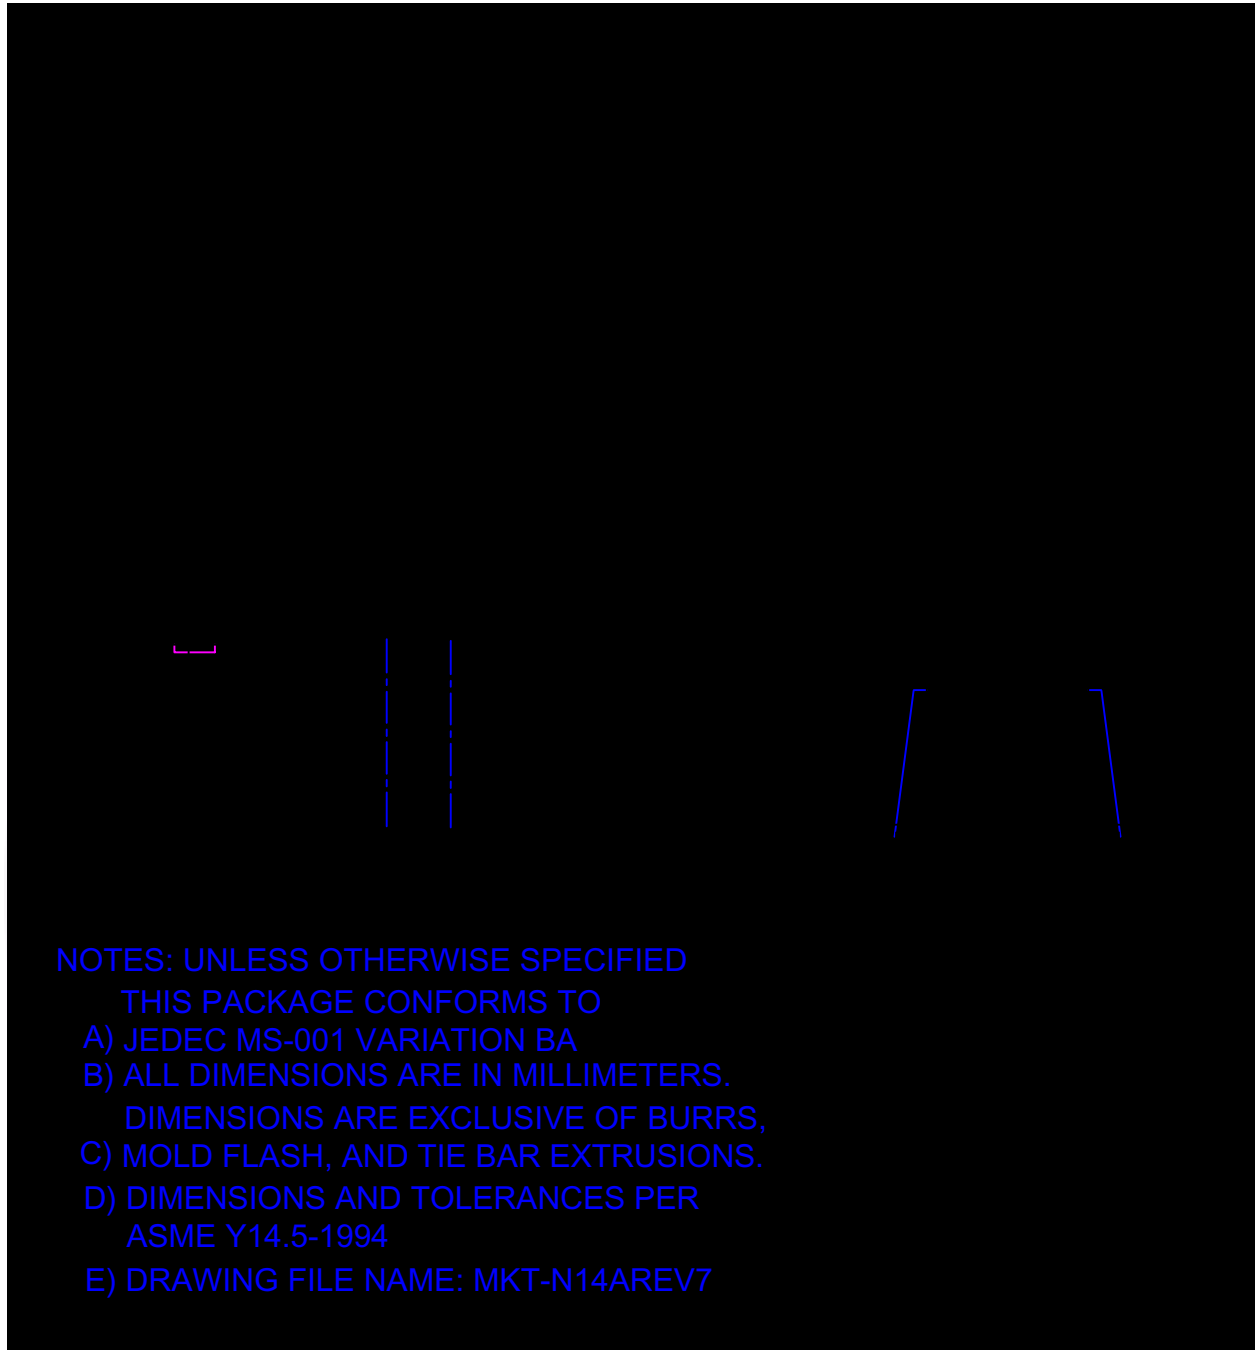 NOTES: UNLESS OTHERWISE SPECIFIED
THIS PACKAGE CONFORMS TO
A) JEDEC MS-001 VARIATION BA
B) ALL DIMENSIONS ARE IN MILLIMETERS.
DIMENSIONS ARE EXCLUSIVE OF BURRS,
C) MOLD FLASH, AND TIE BAR EXTRUSIONS.
D) DIMENSIONS AND TOLERANCES PER
ASME Y14.5-1994
E) DRAWING FILE NAME: MKT-N14AREV7